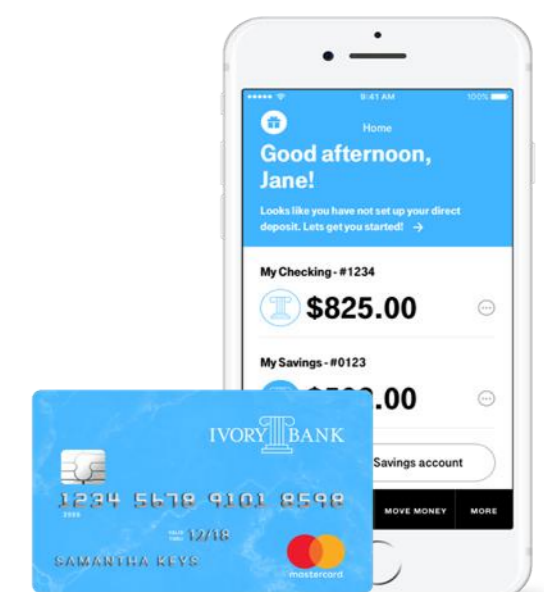 9:41 AM
100%
Home
Good afternoon,
Jane!
Looks like you have not set up your direct
deposit. Lets get you started! →
My Checking - #1234
$825.00
My Savings - #0123
.00
Savings account
MOVE MONEY
MORE
IVORY BANK
1234 5678 9101 8598
VALID
THRU
12/18
SAMANTHA KEYS
mastercard